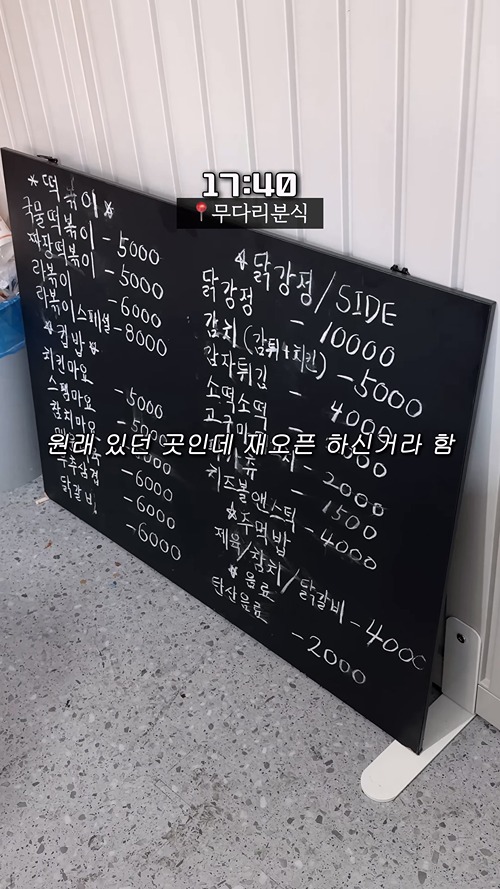 17:40
무다리분식
원래 있던 곳인데 재오픈 하신거라 함
* 떡볶이 *
국물떡볶이 - 5000
짜장떡볶이 - 5000
라볶이 - 6000
라볶이스페셜 - 8000
* 컵밥 *
치킨마요 - 5000
스팸마요 - 5000
참치마요
- 6000
- 6000
닭갈비 - 6000
* 닭강정/SIDE
닭강정 - 10000
감치(감튀+치킨) - 5000
감자튀김 - 4000
소떡소떡
- 2000
- 1500
치즈볼앤스틱 - 4000
* 주먹밥
제육/참치/닭갈비 - 4000
* 음료
탄산음료 - 2000